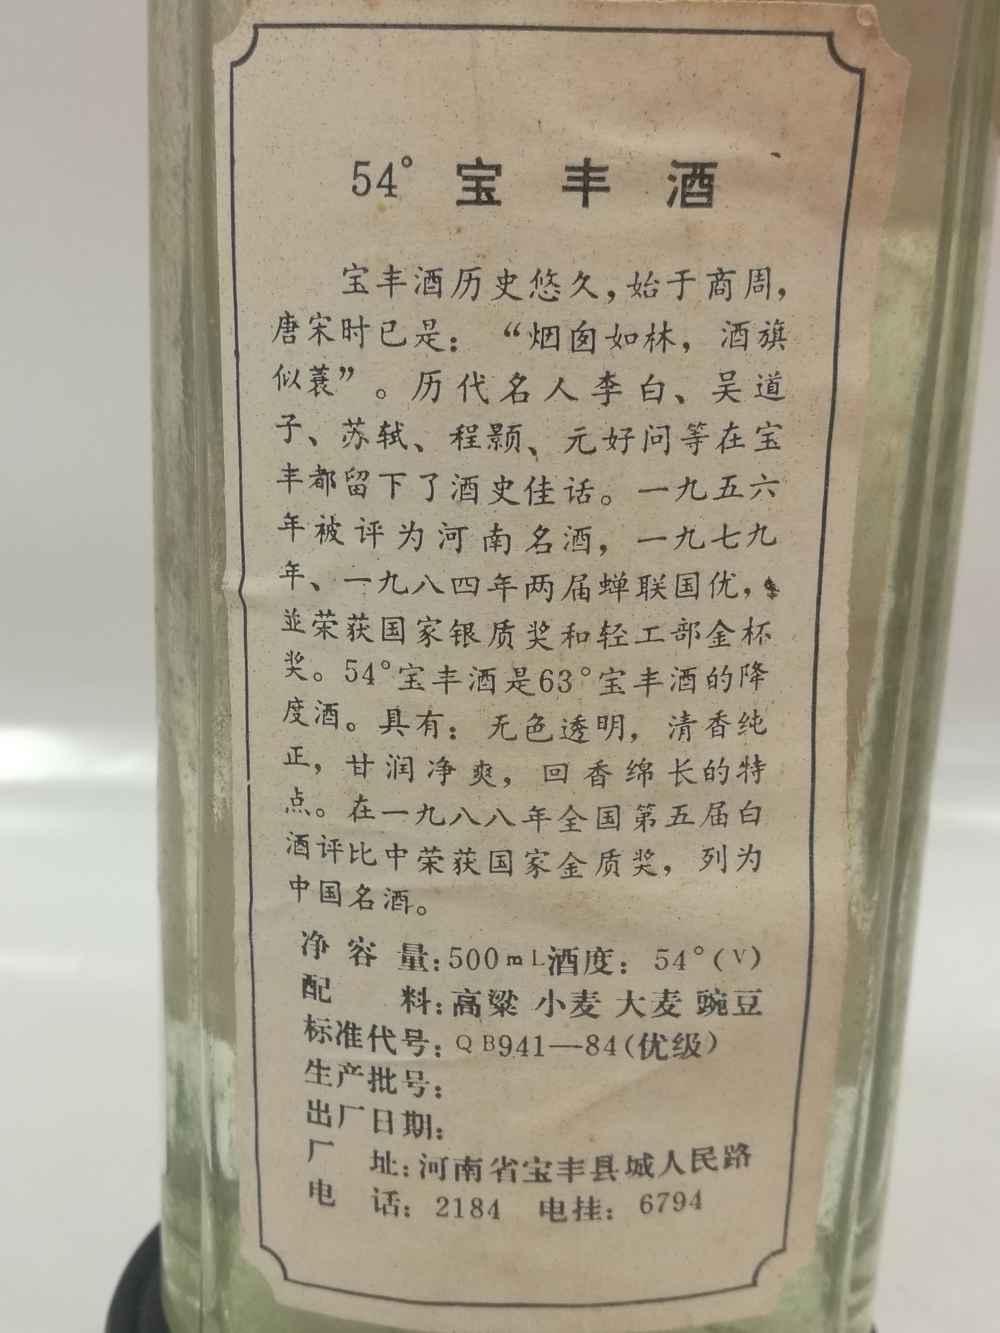 54° 宝丰酒
宝丰酒历史悠久，始于商周，
唐宋时已是：“烟囱如林，酒旗
似蓑”。历代名人李白、吴道
子、苏轼、程颢、元好问等在宝
丰都留下了酒史佳话。一九五六
年被评为河南名酒，一九七九
年、一九八四年两届蝉联国优，
並荣获国家银质奖和轻工部金杯
奖。54°宝丰酒是63°宝丰酒的降
度酒。具有：无色透明，清香纯
正，甘润净爽，回香绵长的特
点。在一九八八年全国第五届白
酒评比中荣获国家金质奖，列为
中国名酒。
净容量：500mL 酒度：54°(V)
配料：高粱 小麦 大麦 豌豆
标准代号：QB941—84(优级)
生产批号：
出厂日期：
厂址：河南省宝丰县城人民路
电话：2184 电挂：6794